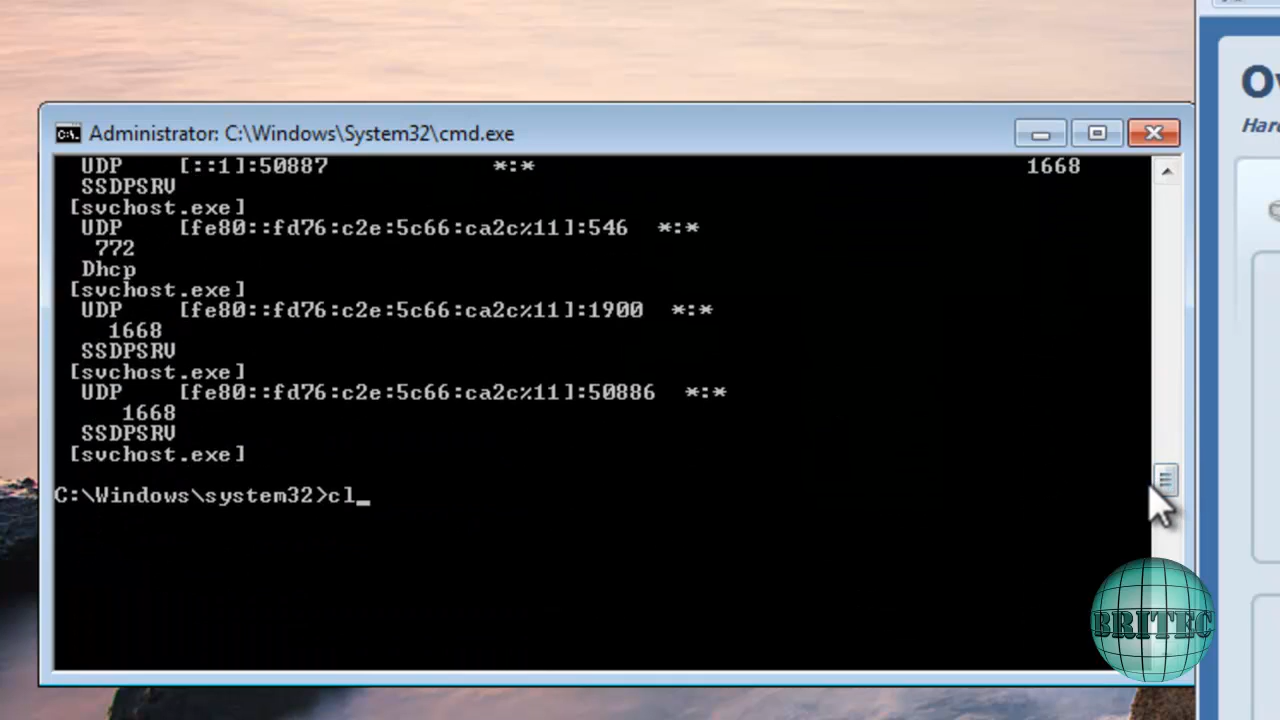 Ov
Hard
Administrator: C:\Windows\System32\cmd.exe
UDP [::1]:50887 *:* 1668
SSDPSRV
[svchost.exe]
UDP [fe80::fd76:c2e:5c66:ca2c%11]:546 *:*
772
Dhcp
[svchost.exe]
UDP [fe80::fd76:c2e:5c66:ca2c%11]:1900 *:*
1668
SSDPSRV
[svchost.exe]
UDP [fe80::fd76:c2e:5c66:ca2c%11]:50886 *:*
1668
SSDPSRV
[svchost.exe]
C:\Windows\system32>cl_
BRITEC